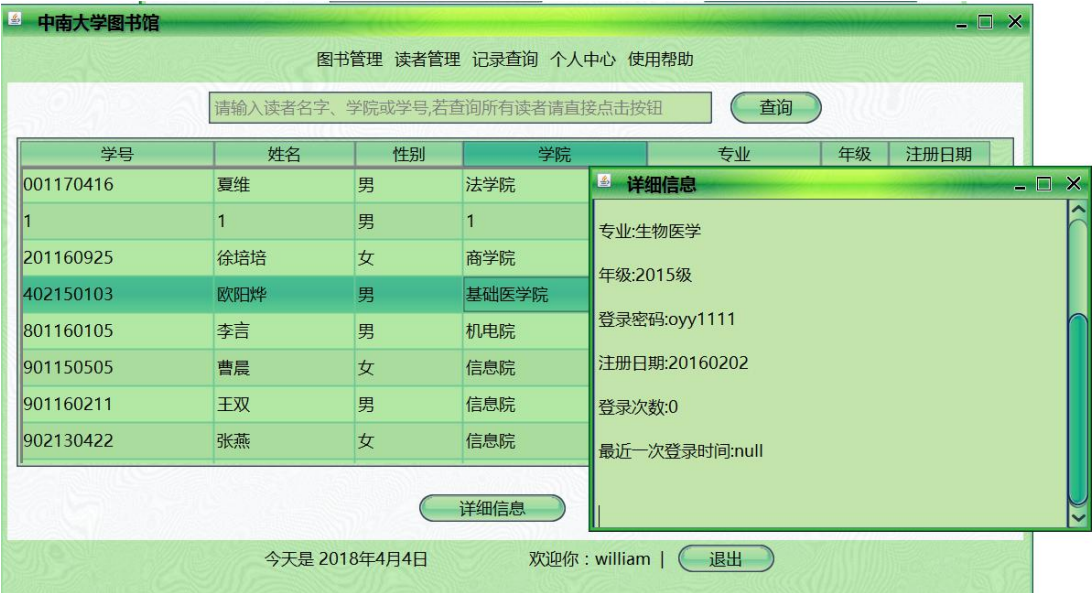 中南大学图书馆
图书管理 读者管理 记录查询 个人中心 使用帮助
请输入读者名字、学院或学号,若查询所有读者请直接点击按钮 查询
学号 姓名 性别 学院 专业 年级 注册日期
001170416 夏维 男 法学院
1 1 男 1
201160925 徐培培 女 商学院
402150103 欧阳烨 男 基础医学院
801160105 李言 男 机电院
901150505 曹晨 女 信息院
901160211 王双 男 信息院
902130422 张燕 女 信息院
详细信息
详细信息
专业:生物医学
年级:2015级
登录密码:oyy1111
注册日期:20160202
登录次数:0
最近一次登录时间:null
今天是 2018年4月4日 欢迎你：william | 退出